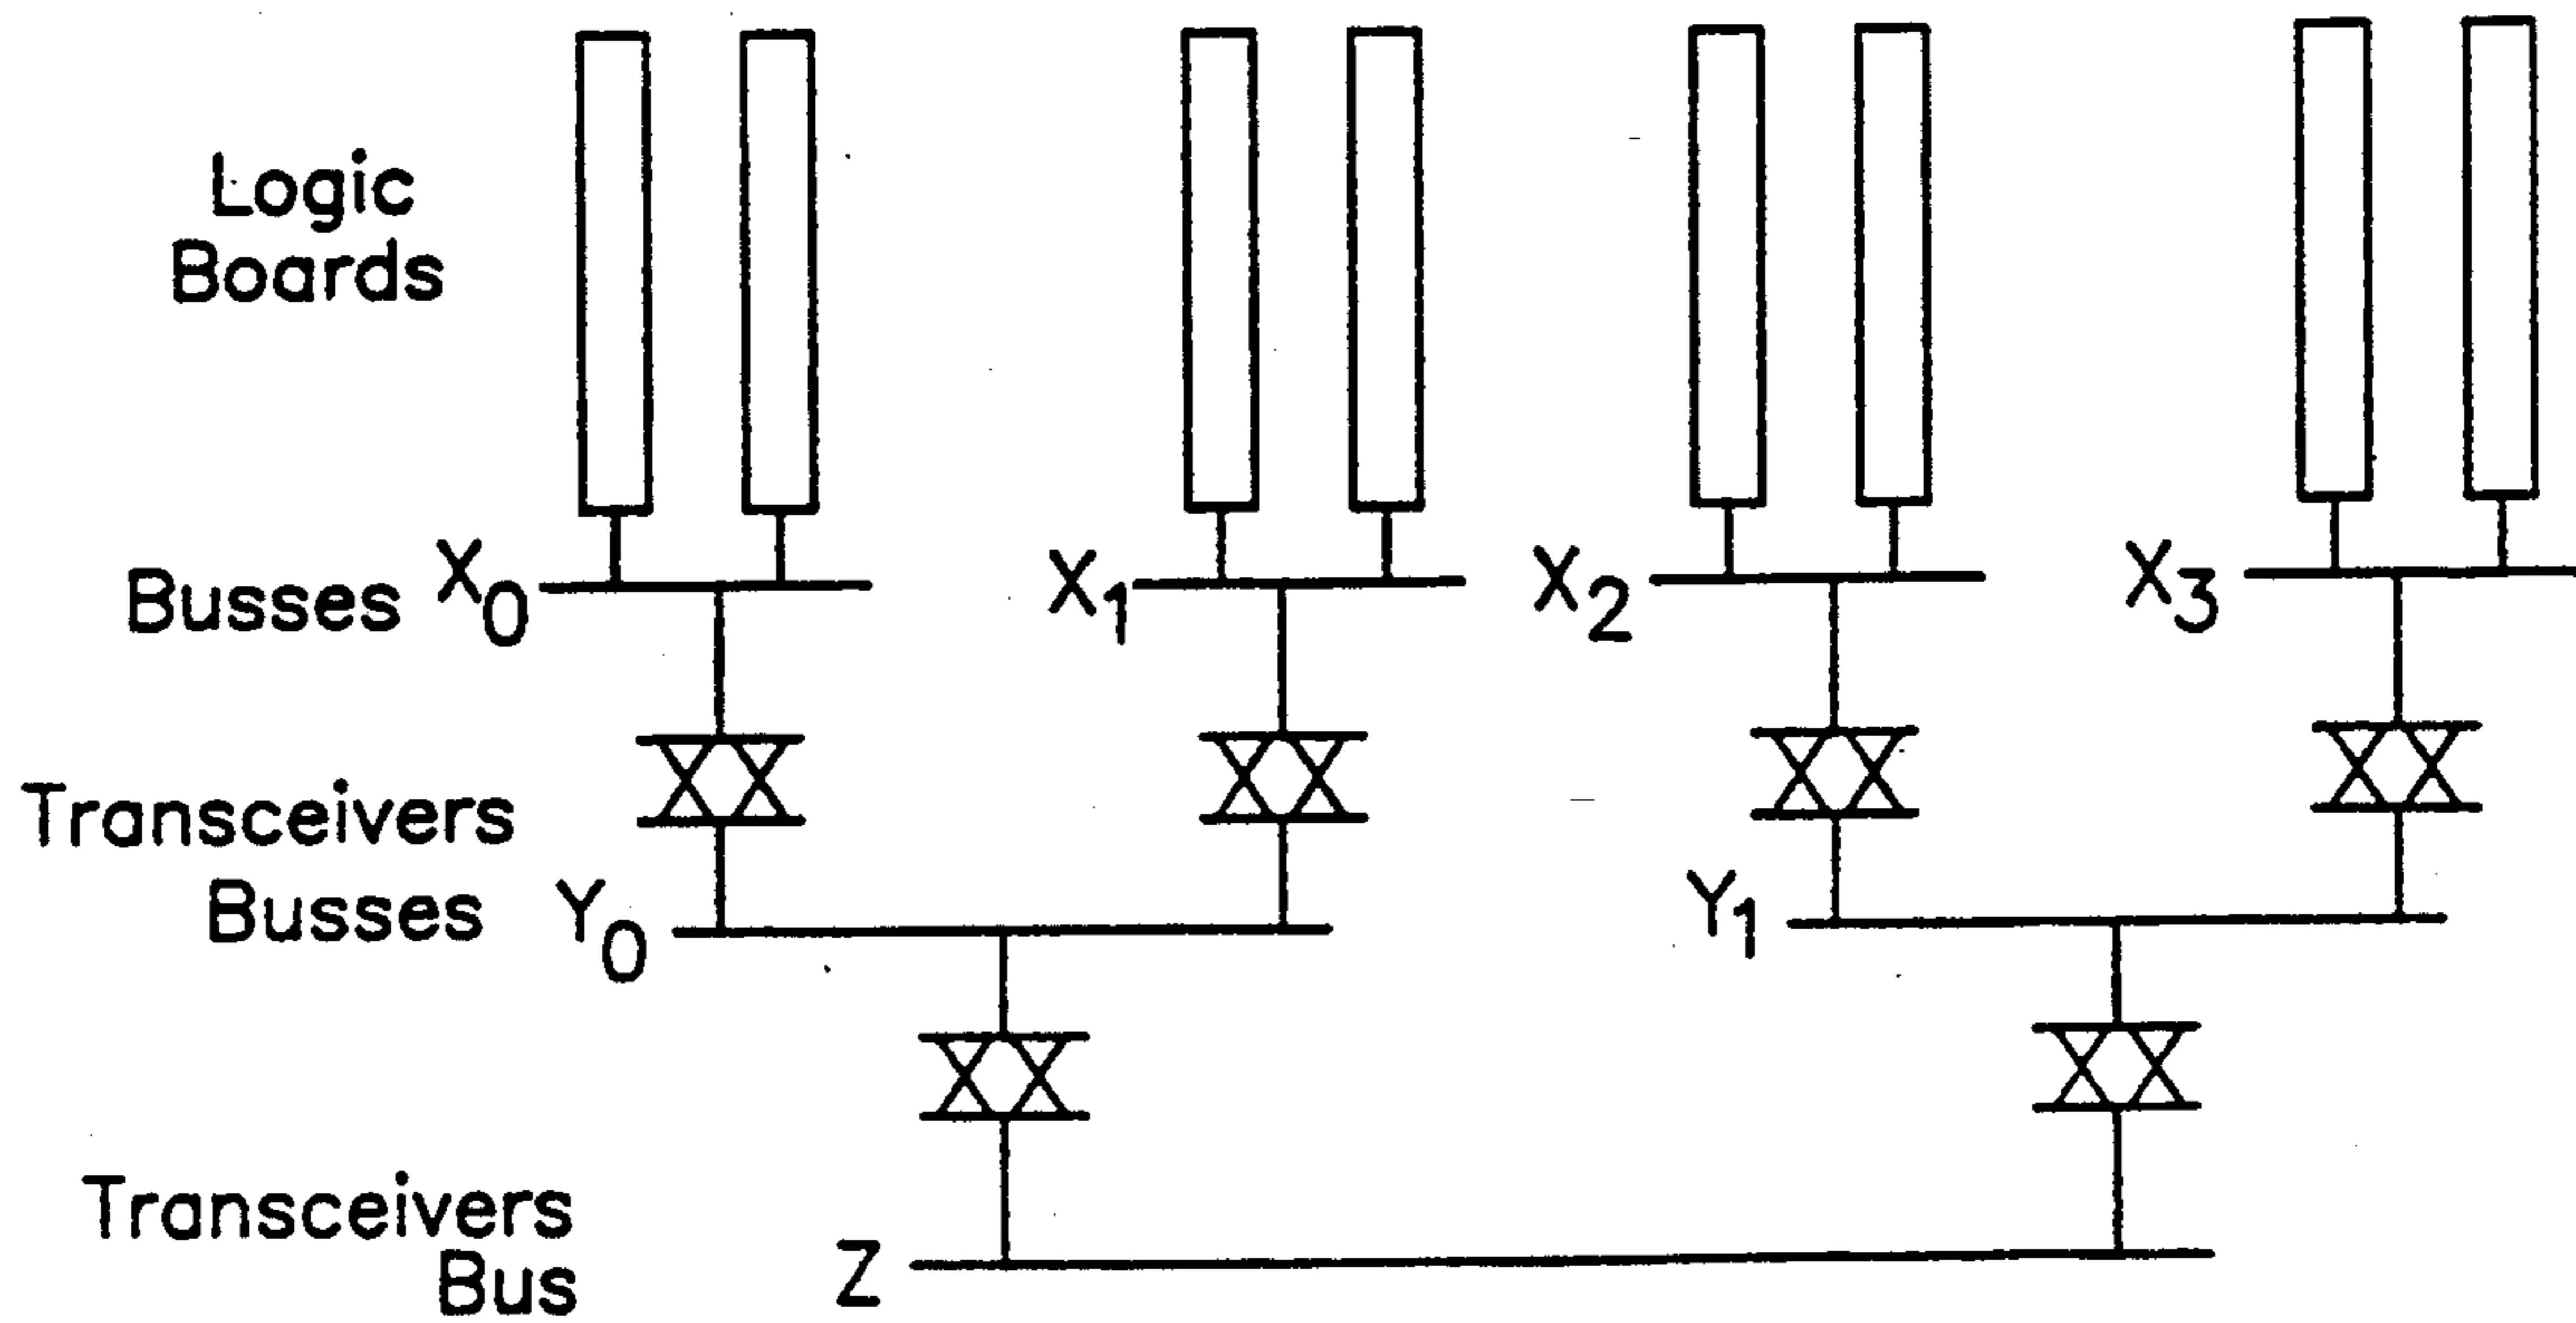 Logic
Boards
Busses X0 X1 X2 X3
Transceivers
Busses Y0 Y1
Transceivers
Bus Z